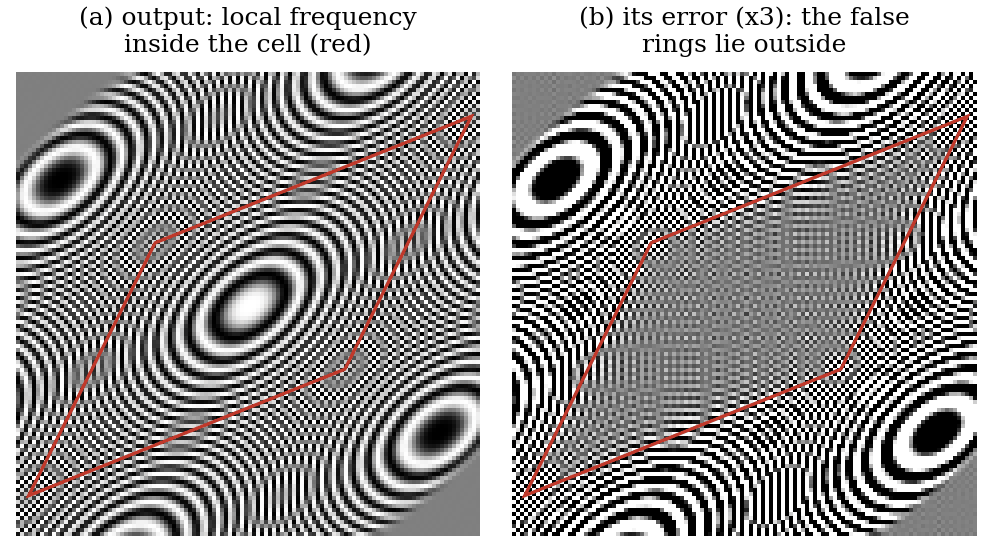 (a) output: local frequency
inside the cell (red)
(b) its error (x3): the false
rings lie outside